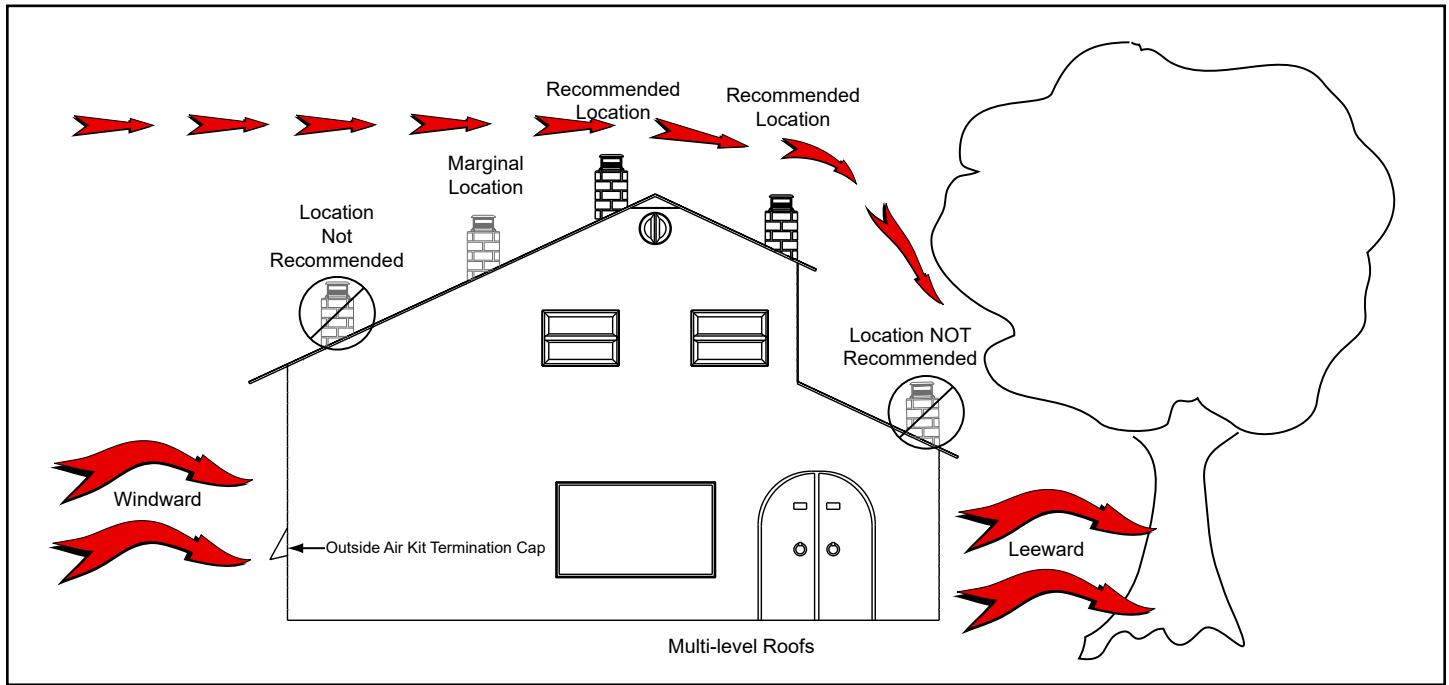 Recommended
Location
Recommended
Location
Marginal
Location
Location
Not
Recommended
Location NOT
Recommended
Windward
Outside Air Kit Termination Cap
Leeward
Multi-level Roofs